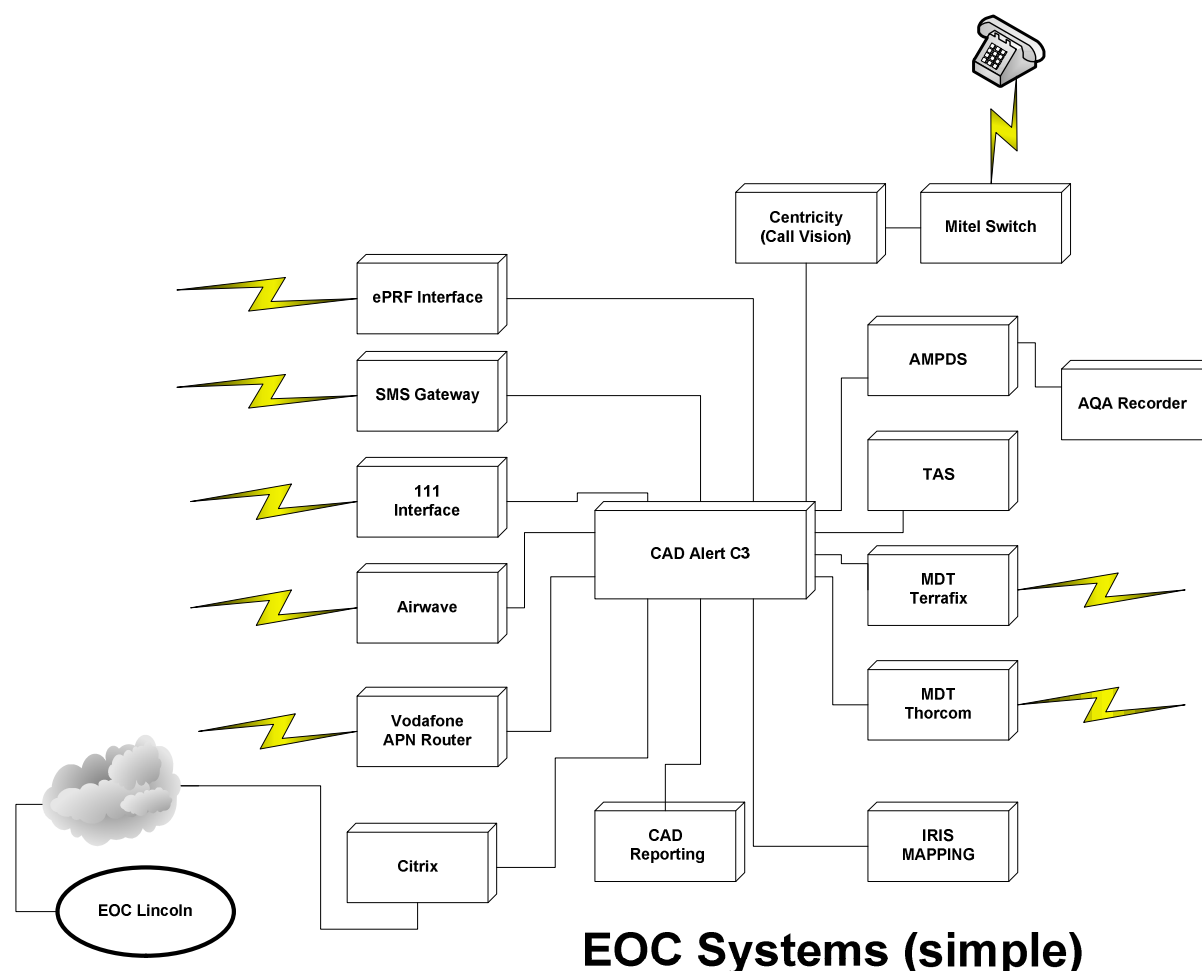 Centricity
(Call Vision)
Mitel Switch
ePRF Interface
AMPDS
SMS Gateway
AQA Recorder
TAS
111
Interface
CAD Alert C3
MDT
Terrafix
Airwave
MDT
Thorcom
Vodafone
APN Router
CAD
Reporting
IRIS
MAPPING
Citrix
EOC Lincoln
EOC Systems (simple)